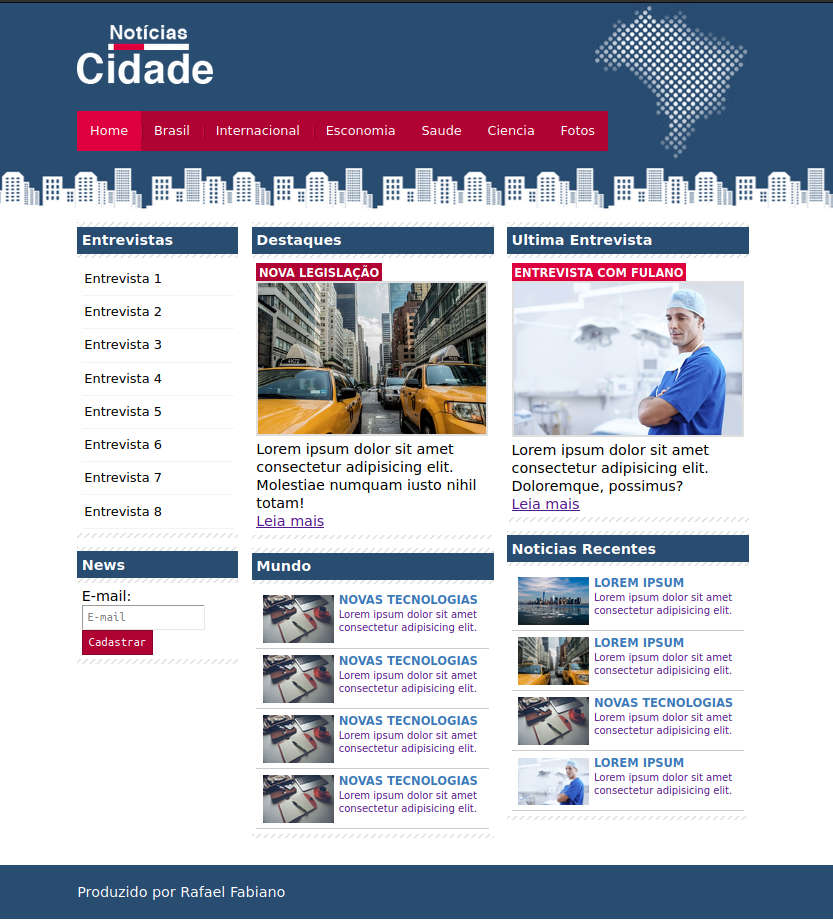 Notícias
Cidade
Home Brasil Internacional Esconomia Saude Ciencia Fotos
Entrevistas
Entrevista 1
Entrevista 2
Entrevista 3
Entrevista 4
Entrevista 5
Entrevista 6
Entrevista 7
Entrevista 8
News
E-mail:
E-mail
Cadastrar
Destaques
NOVA LEGISLAÇÃO
Lorem ipsum dolor sit amet
consectetur adipisicing elit.
Molestiae numquam iusto nihil
totam!
Leia mais
Mundo
NOVAS TECNOLOGIAS
Lorem ipsum dolor sit amet
consectetur adipisicing elit.
NOVAS TECNOLOGIAS
Lorem ipsum dolor sit amet
consectetur adipisicing elit.
NOVAS TECNOLOGIAS
Lorem ipsum dolor sit amet
consectetur adipisicing elit.
NOVAS TECNOLOGIAS
Lorem ipsum dolor sit amet
consectetur adipisicing elit.
Ultima Entrevista
ENTREVISTA COM FULANO
Lorem ipsum dolor sit amet
consectetur adipisicing elit.
Doloremque, possimus?
Leia mais
Noticias Recentes
LOREM IPSUM
Lorem ipsum dolor sit amet
consectetur adipisicing elit.
LOREM IPSUM
Lorem ipsum dolor sit amet
consectetur adipisicing elit.
NOVAS TECNOLOGIAS
Lorem ipsum dolor sit amet
consectetur adipisicing elit.
LOREM IPSUM
Lorem ipsum dolor sit amet
consectetur adipisicing elit.
Produzido por Rafael Fabiano